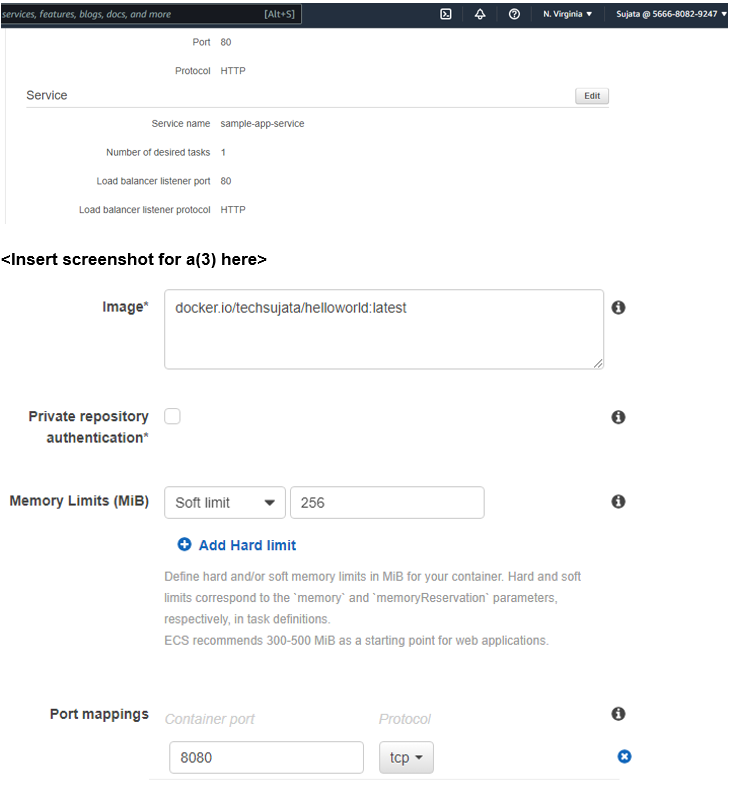 services, features, blogs, docs, and more [Alt+S] N. Virginia Sujata @ 5666-8082-9247
Port 80
Protocol HTTP
Service Edit
Service name sample-app-service
Number of desired tasks 1
Load balancer listener port 80
Load balancer listener protocol HTTP
<Insert screenshot for a(3) here>
Image* docker.io/techsujata/helloworld:latest
Private repository
authentication*
Memory Limits (MiB) Soft limit 256
Add Hard limit
Define hard and/or soft memory limits in MiB for your container. Hard and soft
limits correspond to the `memory` and `memoryReservation` parameters,
respectively, in task definitions.
ECS recommends 300-500 MiB as a starting point for web applications.
Port mappings Container port Protocol
8080 tcp